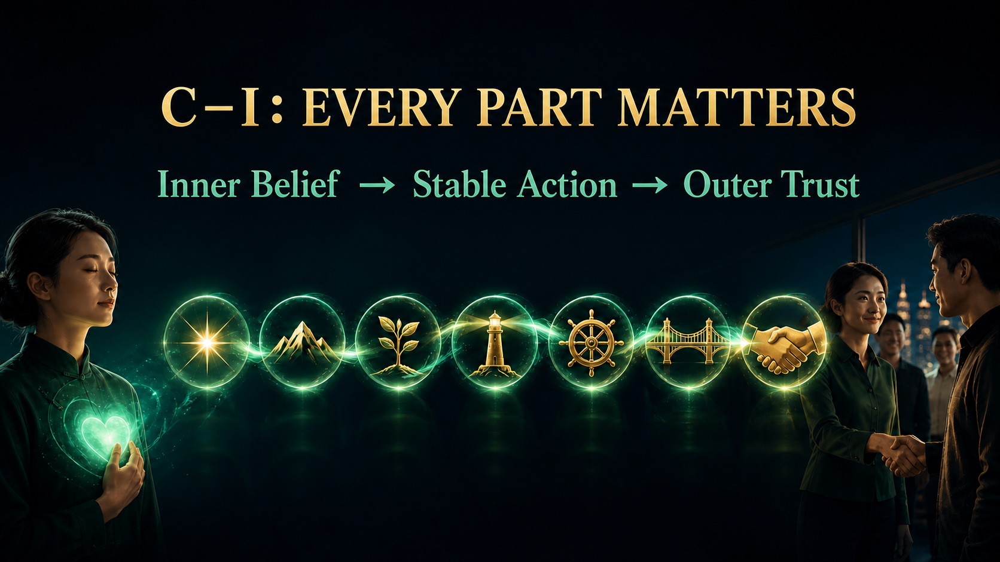 C–I: EVERY PART MATTERS
Inner Belief → Stable Action → Outer Trust